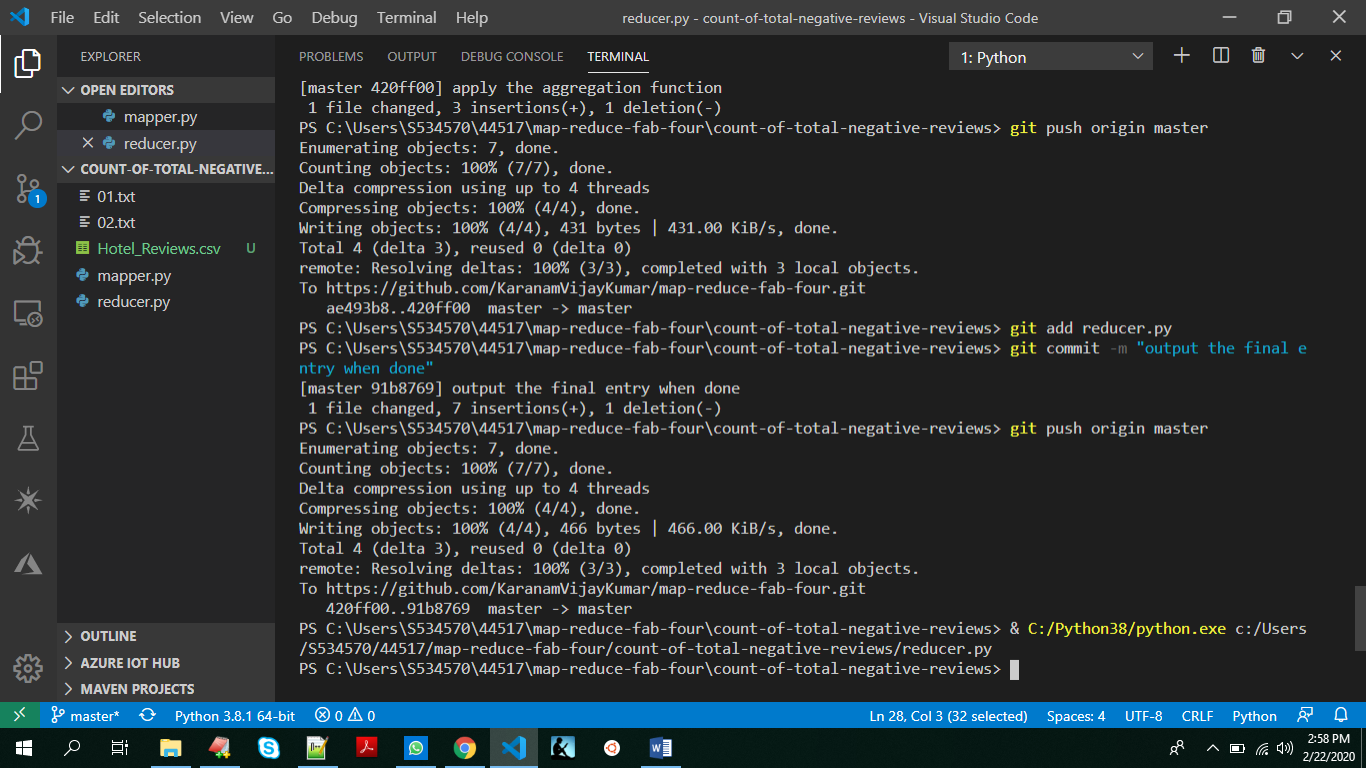 File Edit Selection View Go Debug Terminal Help
reducer.py - count-of-total-negative-reviews - Visual Studio Code
EXPLORER
OPEN EDITORS
mapper.py
reducer.py
COUNT-OF-TOTAL-NEGATIVE...
01.txt
02.txt
Hotel_Reviews.csv U
mapper.py
reducer.py
OUTLINE
AZURE IOT HUB
MAVEN PROJECTS
1
PROBLEMS OUTPUT DEBUG CONSOLE TERMINAL
1: Python
[master 420ff00] apply the aggregation function
1 file changed, 3 insertions(+), 1 deletion(-)
PS C:\Users\S534570\44517\map-reduce-fab-four\count-of-total-negative-reviews> git push origin master
Enumerating objects: 7, done.
Counting objects: 100% (7/7), done.
Delta compression using up to 4 threads
Compressing objects: 100% (4/4), done.
Writing objects: 100% (4/4), 431 bytes | 431.00 KiB/s, done.
Total 4 (delta 3), reused 0 (delta 0)
remote: Resolving deltas: 100% (3/3), completed with 3 local objects.
To https://github.com/KaranamVijayKumar/map-reduce-fab-four.git
ae493b8..420ff00 master -> master
PS C:\Users\S534570\44517\map-reduce-fab-four\count-of-total-negative-reviews> git add reducer.py
PS C:\Users\S534570\44517\map-reduce-fab-four\count-of-total-negative-reviews> git commit -m "output the final e
ntry when done"
[master 91b8769] output the final entry when done
1 file changed, 7 insertions(+), 1 deletion(-)
PS C:\Users\S534570\44517\map-reduce-fab-four\count-of-total-negative-reviews> git push origin master
Enumerating objects: 7, done.
Counting objects: 100% (7/7), done.
Delta compression using up to 4 threads
Compressing objects: 100% (4/4), done.
Writing objects: 100% (4/4), 466 bytes | 466.00 KiB/s, done.
Total 4 (delta 3), reused 0 (delta 0)
remote: Resolving deltas: 100% (3/3), completed with 3 local objects.
To https://github.com/KaranamVijayKumar/map-reduce-fab-four.git
420ff00..91b8769 master -> master
PS C:\Users\S534570\44517\map-reduce-fab-four\count-of-total-negative-reviews> & C:/Python38/python.exe c:/Users
/S534570/44517/map-reduce-fab-four/count-of-total-negative-reviews/reducer.py
PS C:\Users\S534570\44517\map-reduce-fab-four\count-of-total-negative-reviews>
master* Python 3.8.1 64-bit 0 0 Ln 28, Col 3 (32 selected) Spaces: 4 UTF-8 CRLF Python
2:58 PM
2/22/2020